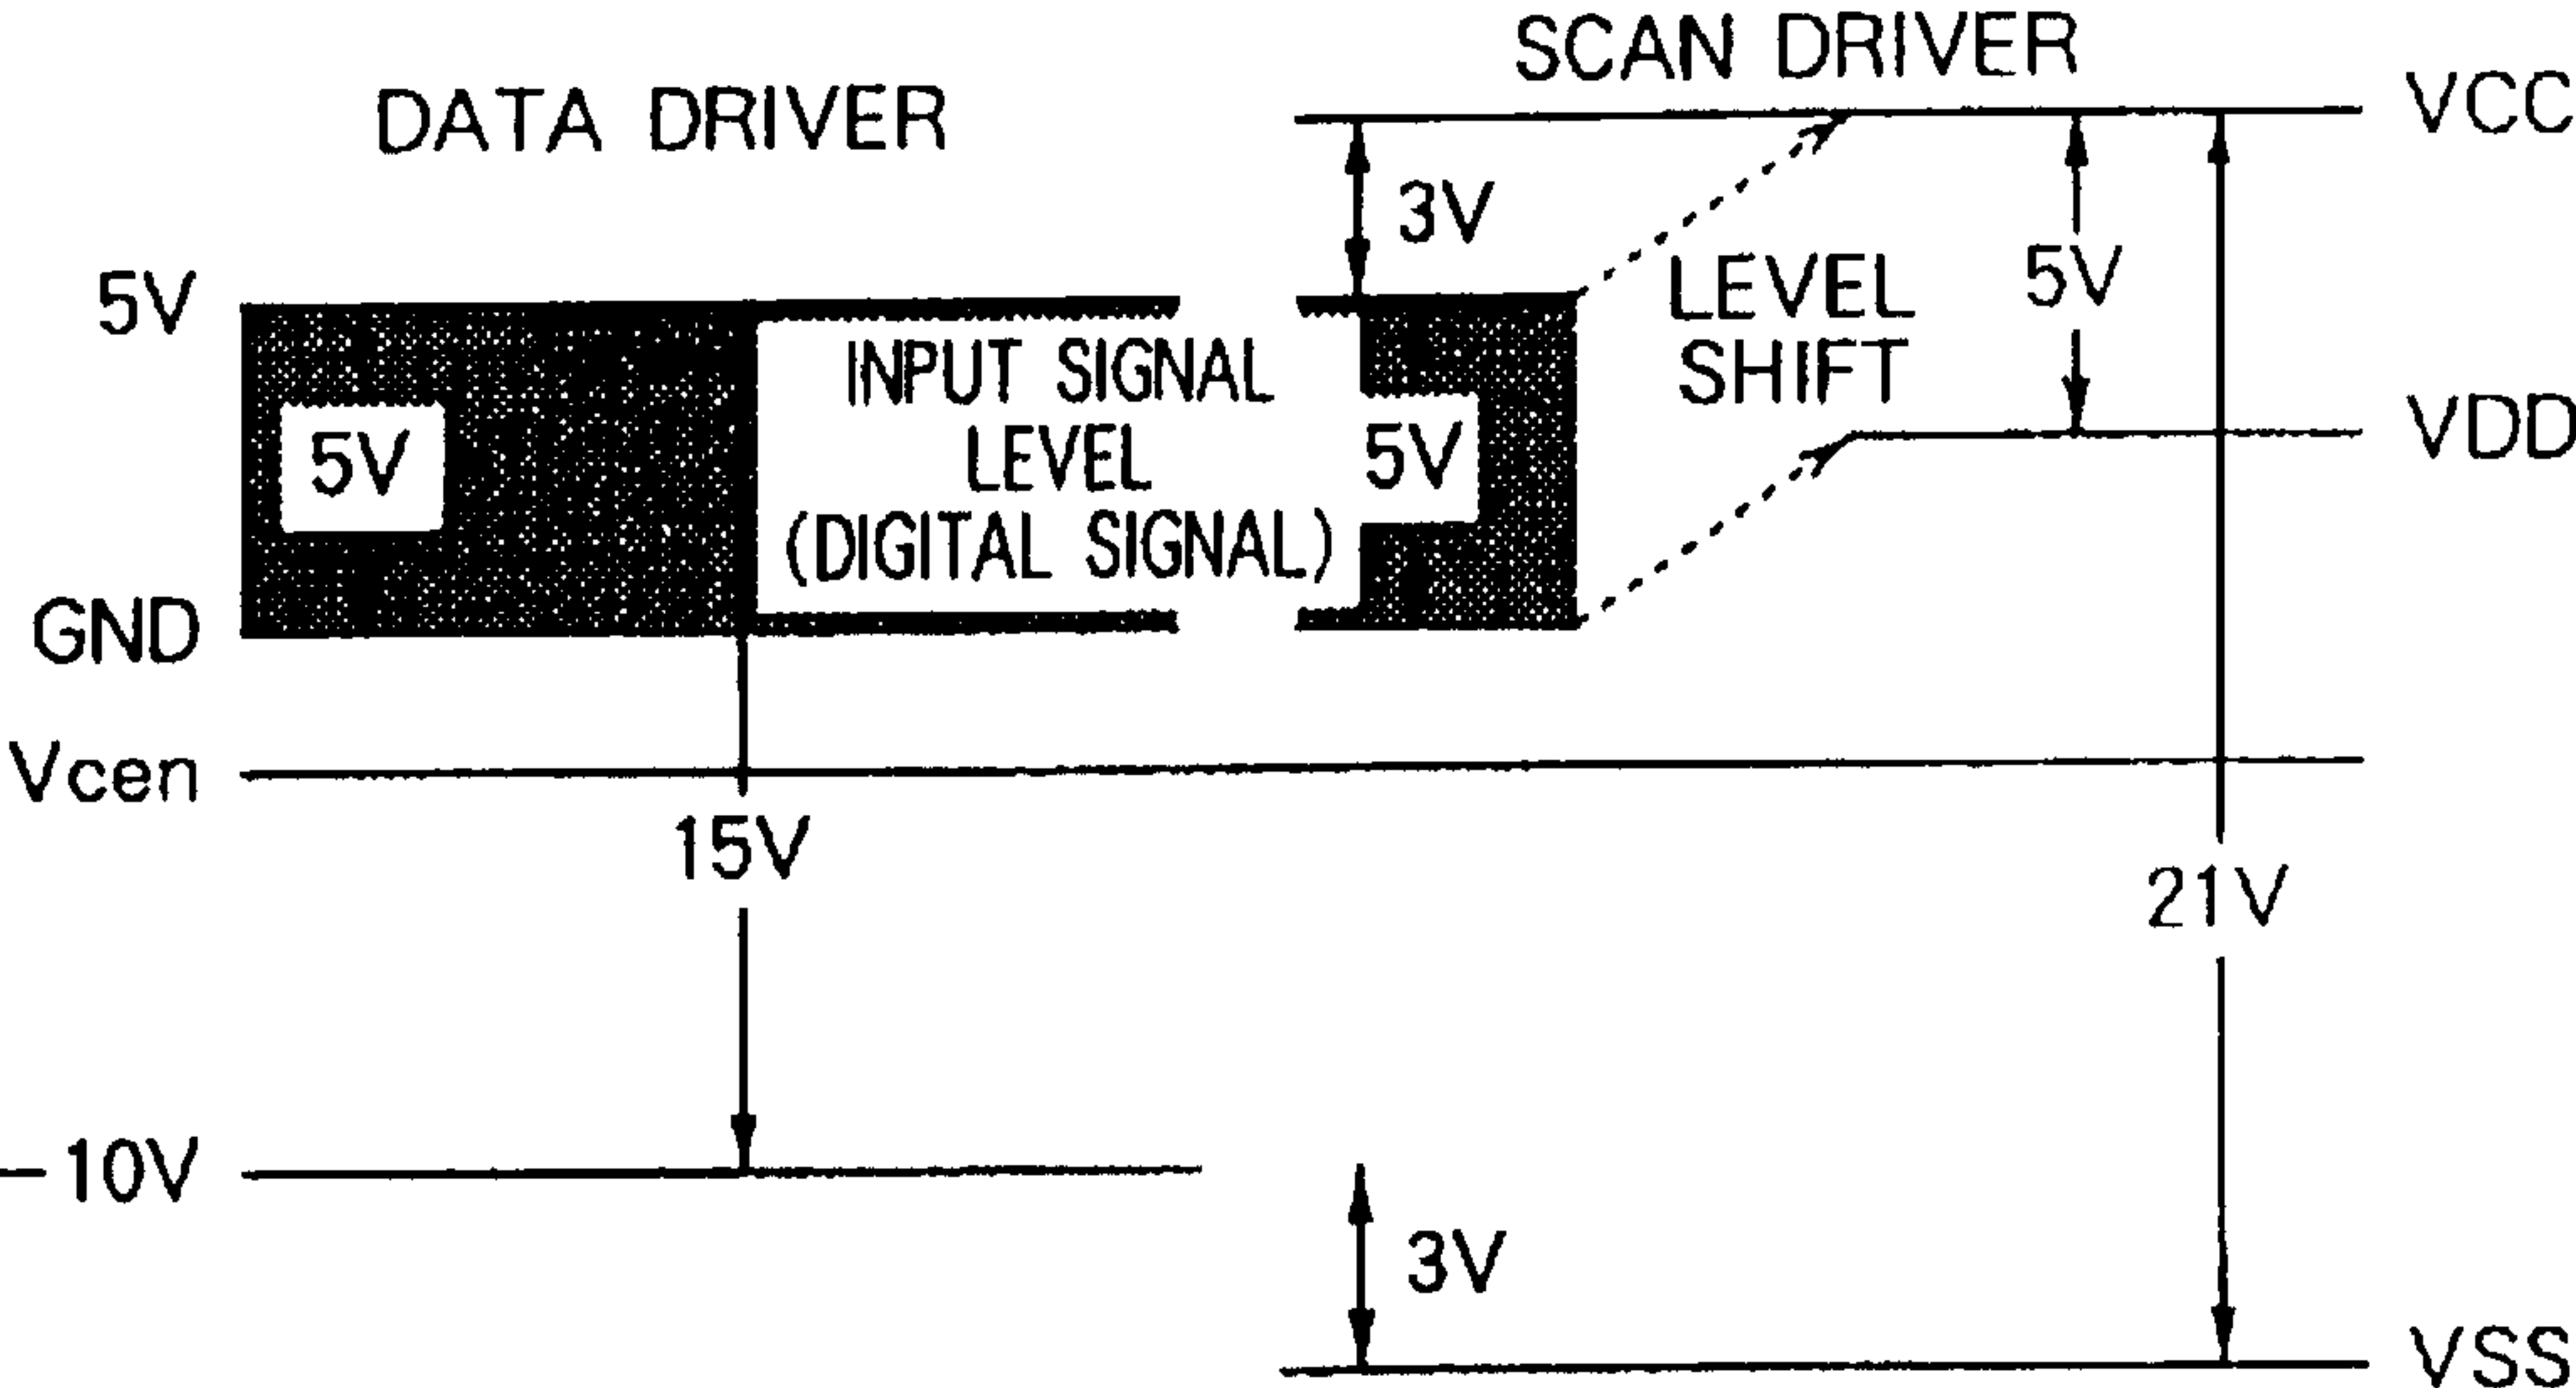 SCAN DRIVER
DATA DRIVER
VCC
3V
5V
LEVEL
SHIFT
5V
INPUT SIGNAL
LEVEL
(DIGITAL SIGNAL)
5V
5V
VDD
GND
Vcen
15V
21V
-10V
3V
VSS